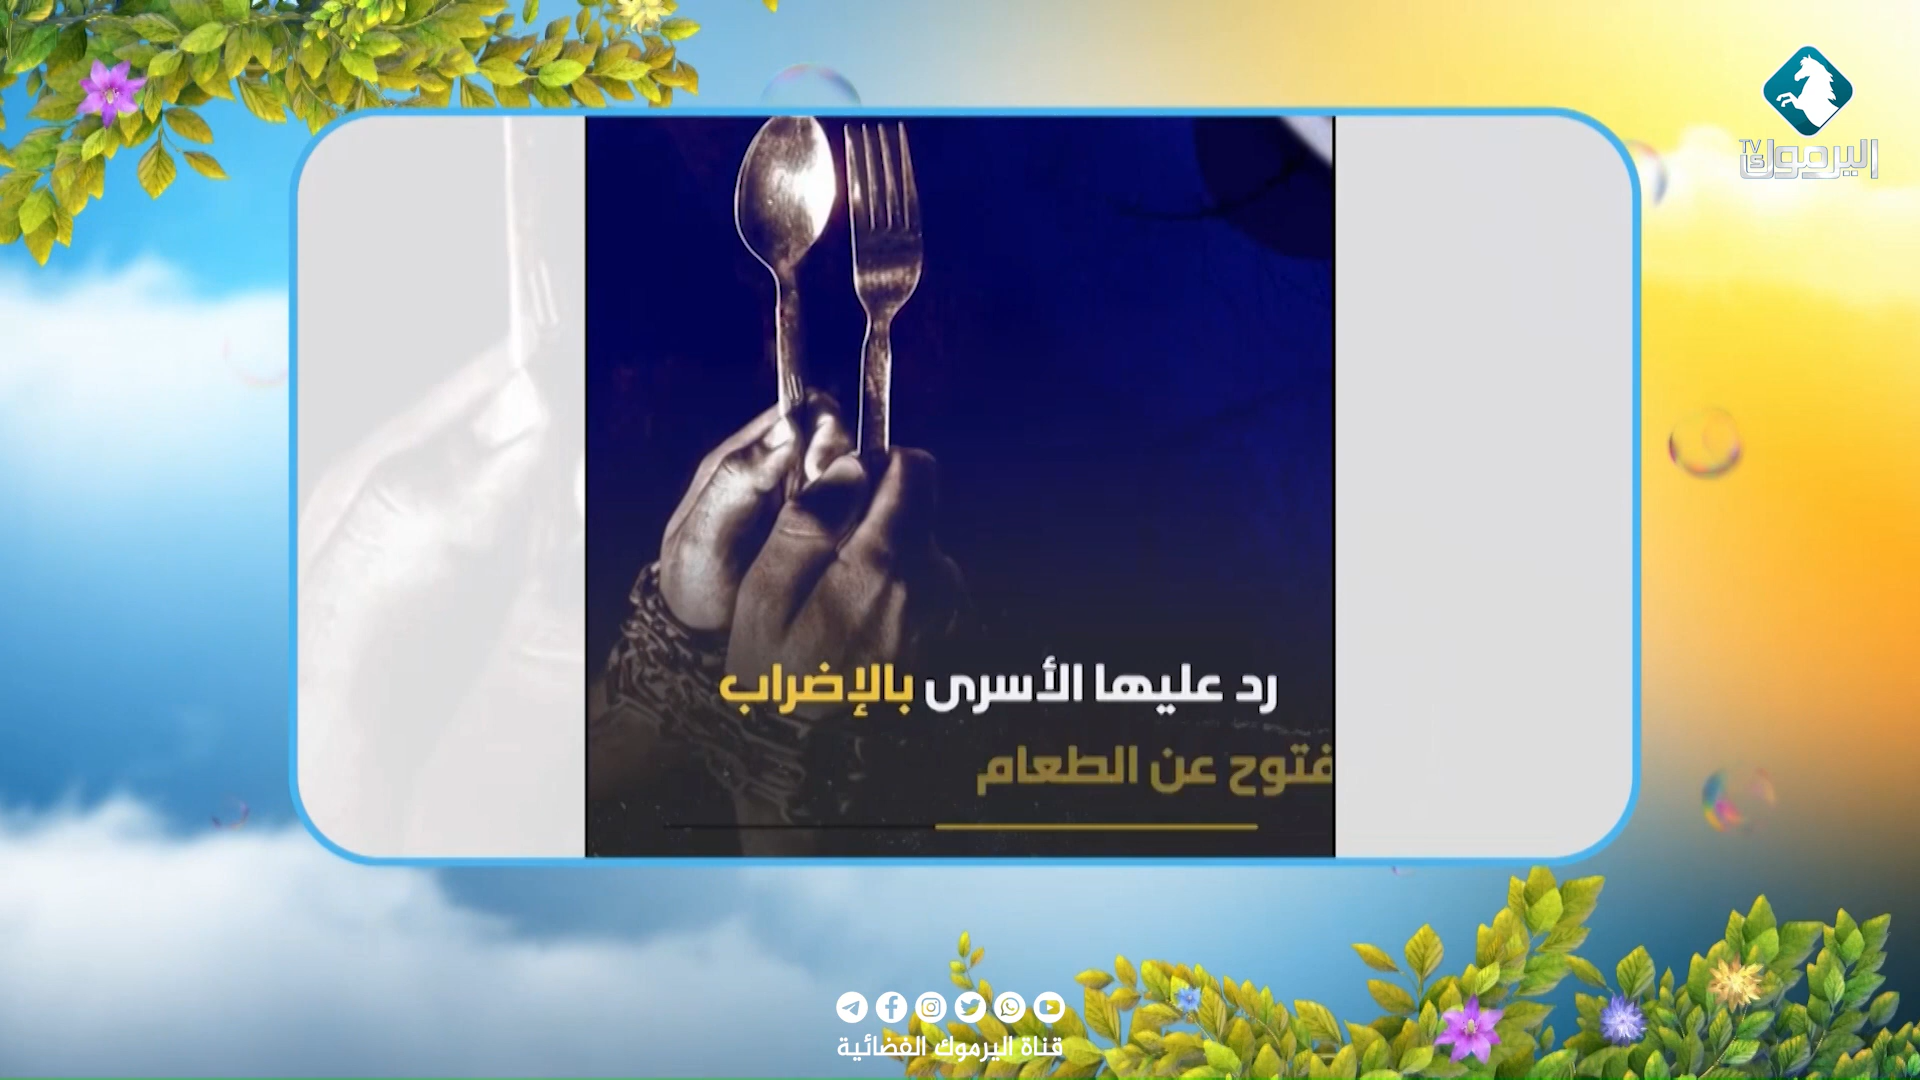 اليرموك
TV
رد عليها الأسرى بالإضراب
فتوح عن الطعام
قناة اليرموك الفضائية